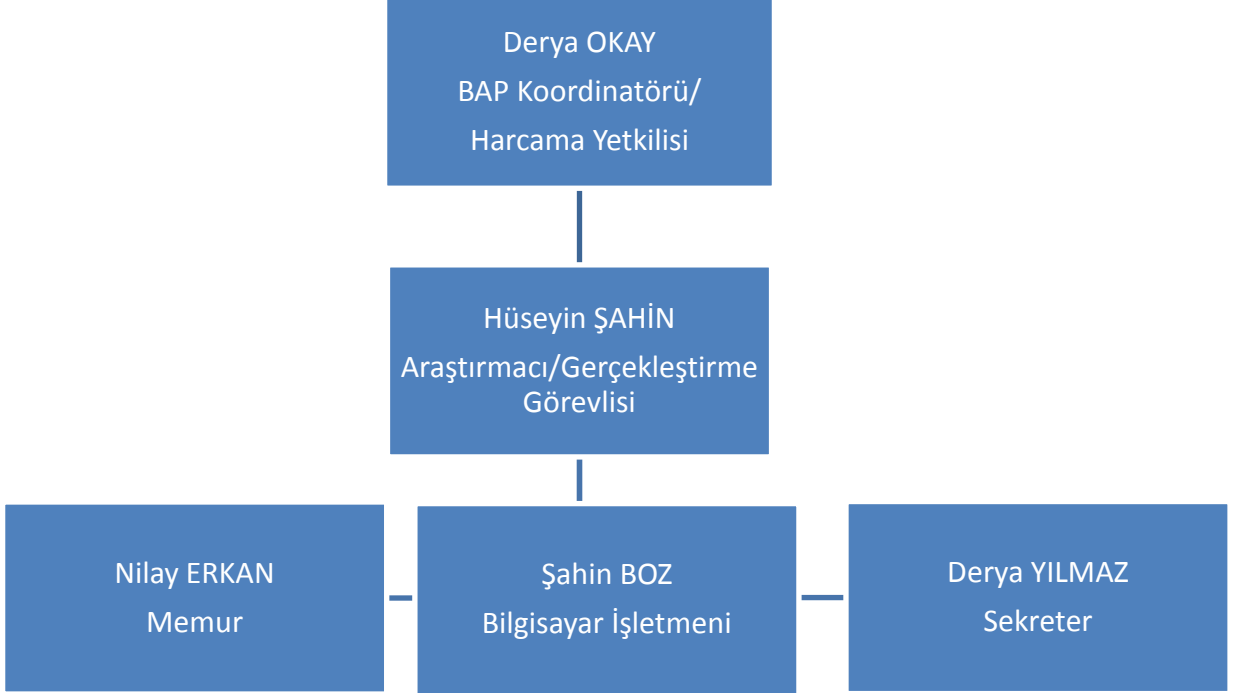 Derya OKAY
BAP Koordinatörü/
Harcama Yetkilisi
Hüseyin ŞAHİN
Araştırmacı/Gerçekleştirme
Görevlisi
Nilay ERKAN
Memur
Şahin BOZ
Bilgisayar İşletmeni
Derya YILMAZ
Sekreter